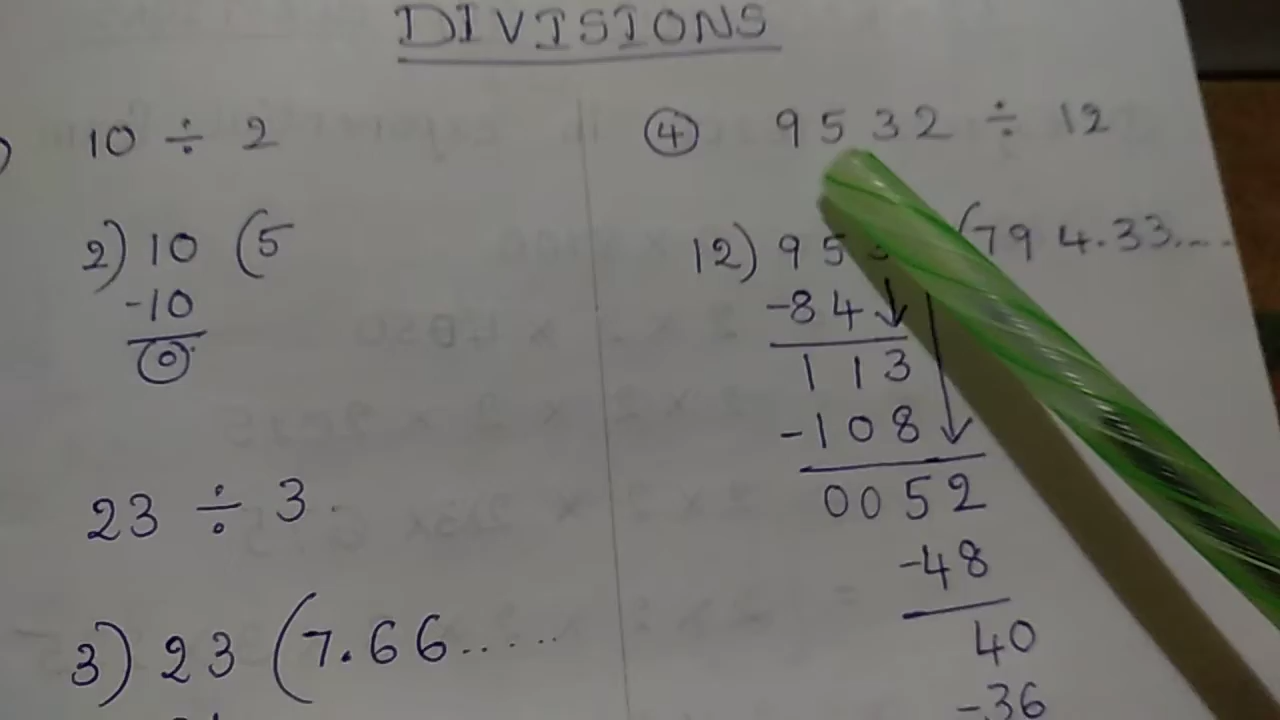 DIVISIONS
10 ÷ 2
2) 10 (5
-10
0
23 ÷ 3
3) 23 (7.66.....
④ 9532 ÷ 12
12) 953 (794.33....
-84
113
-108
0052
-48
40
-36